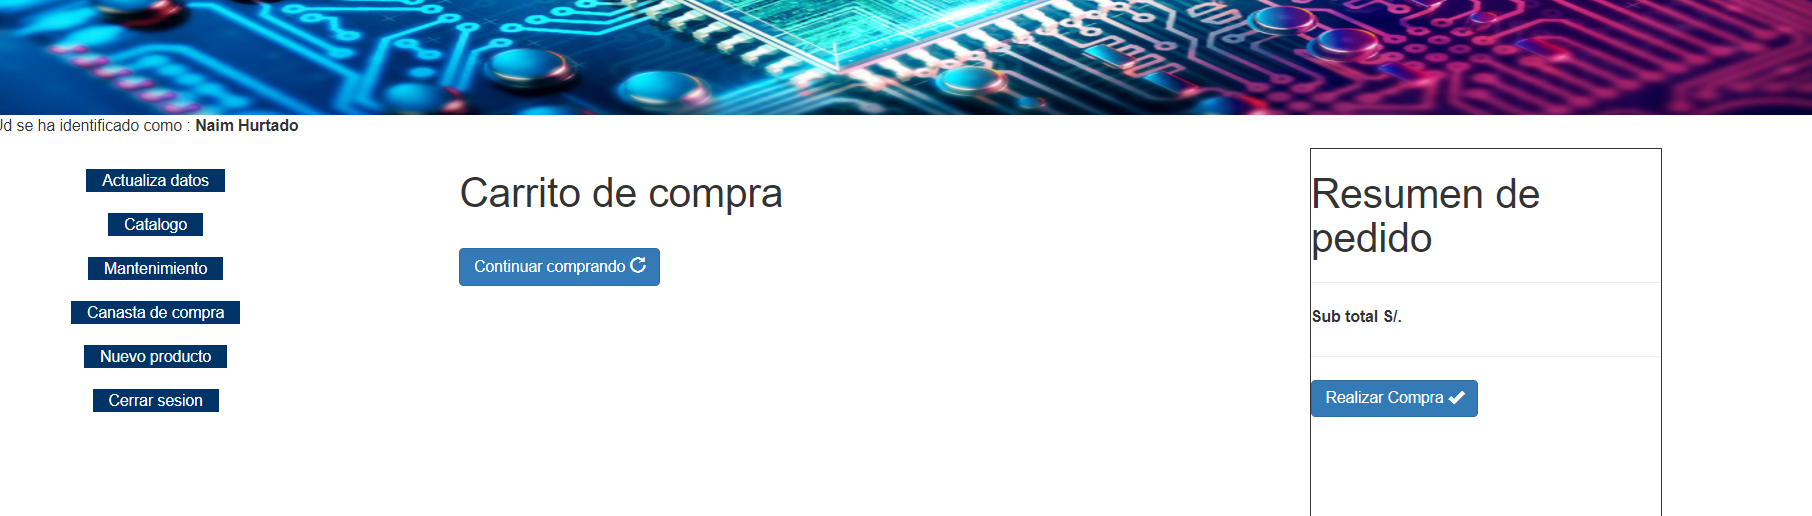 Ud se ha identificado como : Naim Hurtado
Actualiza datos
Catalogo
Mantenimiento
Canasta de compra
Nuevo producto
Cerrar sesion
Carrito de compra
Continuar comprando
Resumen de
pedido
Sub total S/.
Realizar Compra